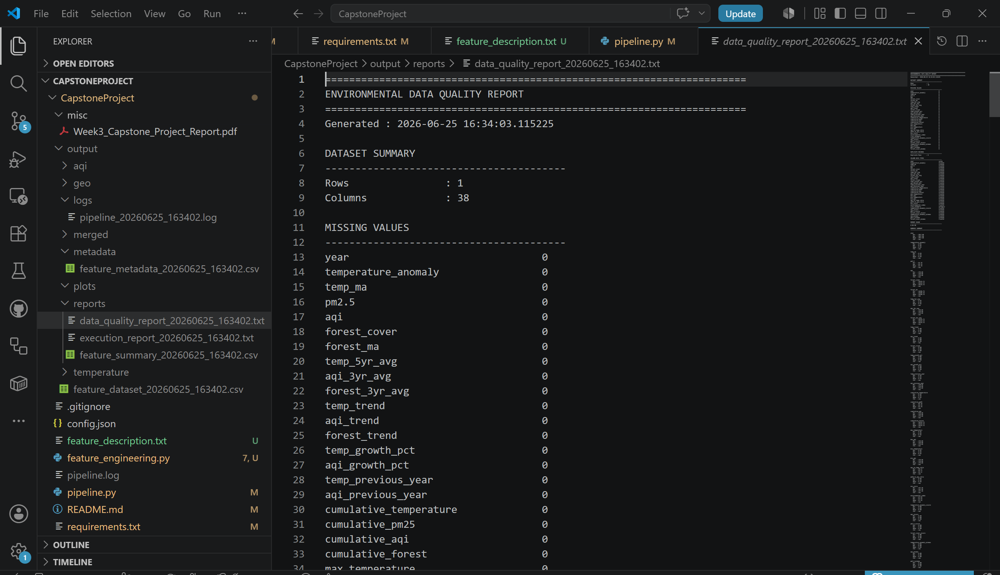 File Edit Selection View Go Run ···
CapstoneProject
Update
EXPLORER ···
OPEN EDITORS
CAPSTONEPROJECT
CapstoneProject
misc
Week3_Capstone_Project_Report.pdf
output
aqi
geo
logs
pipeline_20260625_163402.log
merged
metadata
feature_metadata_20260625_163402.csv
plots
reports
data_quality_report_20260625_163402.txt
execution_report_20260625_163402.txt
feature_summary_20260625_163402.csv
temperature
feature_dataset_20260625_163402.csv
.gitignore
{} config.json
feature_description.txt U
feature_engineering.py 7, U
pipeline.log
pipeline.py M
README.md M
requirements.txt M
OUTLINE
TIMELINE
5
1
M
requirements.txt M
feature_description.txt U
pipeline.py M
data_quality_report_20260625_163402.txt
CapstoneProject > output > reports > data_quality_report_20260625_163402.txt
1 ======================================================================
2 ENVIRONMENTAL DATA QUALITY REPORT
3 ======================================================================
4 Generated : 2026-06-25 16:34:03.115225
5
6 DATASET SUMMARY
7 ----------------------------------------
8 Rows : 1
9 Columns : 38
10
11 MISSING VALUES
12 ----------------------------------------
13 year 0
14 temperature_anomaly 0
15 temp_ma 0
16 pm2.5 0
17 aqi 0
18 forest_cover 0
19 forest_ma 0
20 temp_5yr_avg 0
21 aqi_3yr_avg 0
22 forest_3yr_avg 0
23 temp_trend 0
24 aqi_trend 0
25 forest_trend 0
26 temp_growth_pct 0
27 aqi_growth_pct 0
28 temp_previous_year 0
29 aqi_previous_year 0
30 cumulative_temperature 0
31 cumulative_pm25 0
32 cumulative_aqi 0
33 cumulative_forest 0
34 max_temperature 0